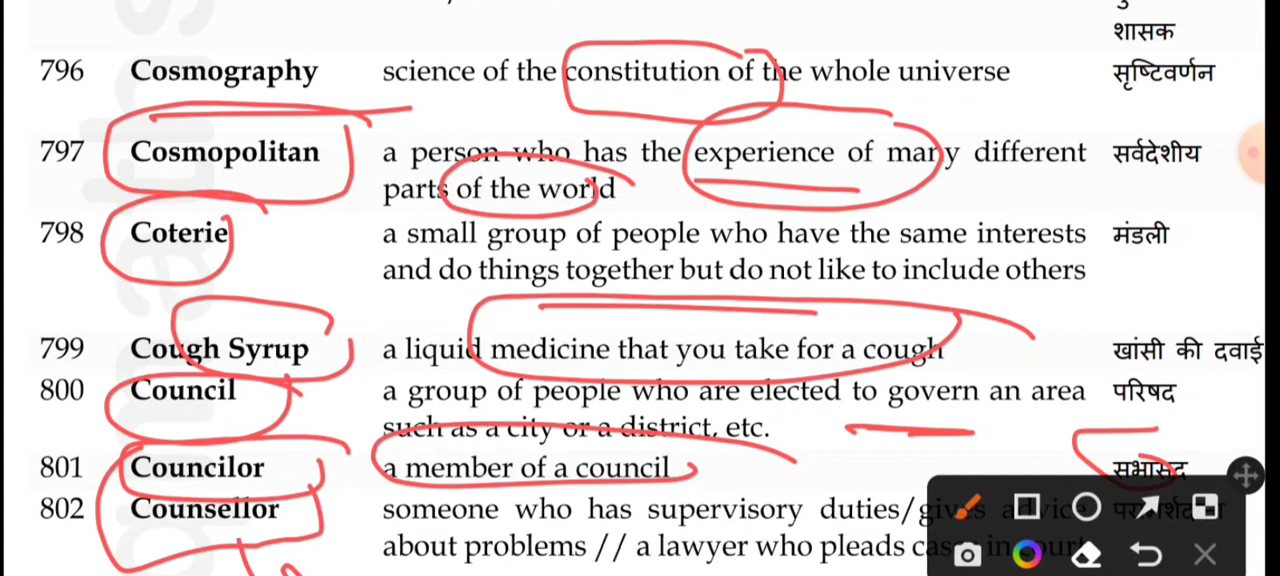 शासक
796 Cosmography science of the constitution of the whole universe सृष्टिवर्णन
797 Cosmopolitan a person who has the experience of many different सर्वदेशीय
parts of the world
798 Coterie a small group of people who have the same interests मंडली
and do things together but do not like to include others
799 Cough Syrup a liquid medicine that you take for a cough खांसी की दवाई
800 Council a group of people who are elected to govern an area परिषद
such as a city or a district, etc.
801 Councilor a member of a council सभासद
802 Counsellor someone who has supervisory duties/gives advice
about problems // a lawyer who pleads case in court